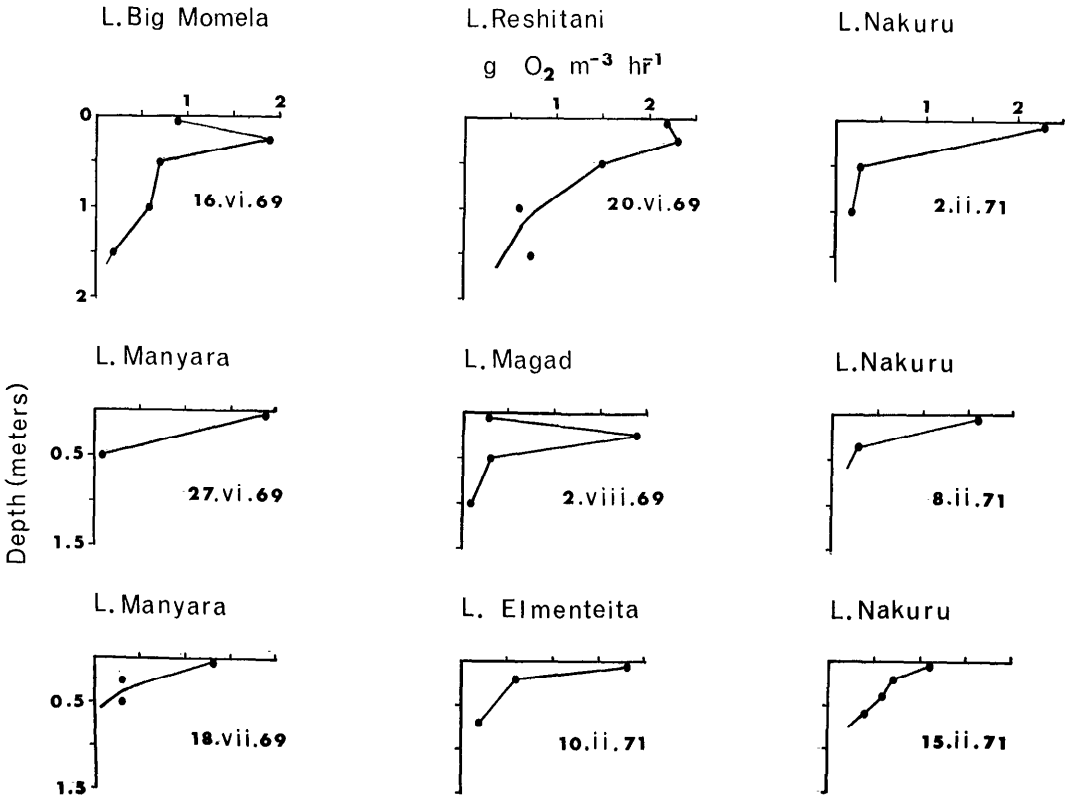 L. Big Momela
L. Reshitani
L. Nakuru
g O₂ m⁻³ hr⁻¹
1 2
1 2
1 2
0
1
2
16.vi.69
20.vi.69
2.ii.71
L. Manyara
L. Magad
L. Nakuru
Depth (meters)
0.5
1.5
27.vi.69
2.viii.69
8.ii.71
L. Manyara
L. Elmenteita
L. Nakuru
0.5
1.5
18.vii.69
10.ii.71
15.ii.71